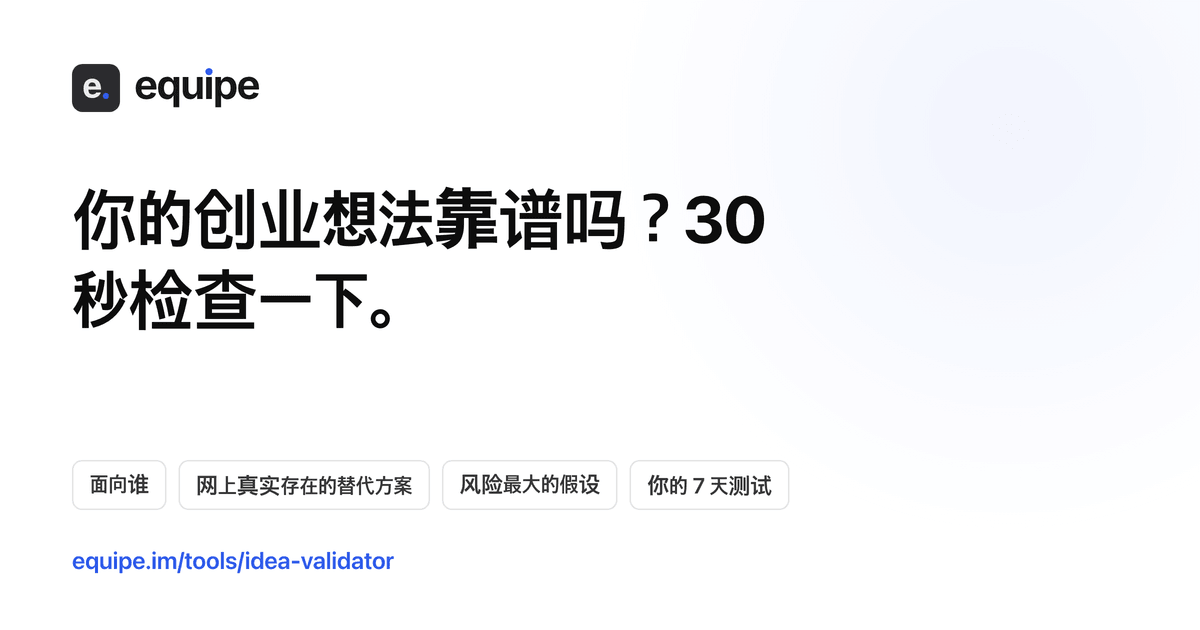 e.
equipe
你的创业想法靠谱吗？30
秒检查一下。
面向谁
网上真实存在的替代方案
风险最大的假设
你的 7 天测试
equipe.im/tools/idea-validator